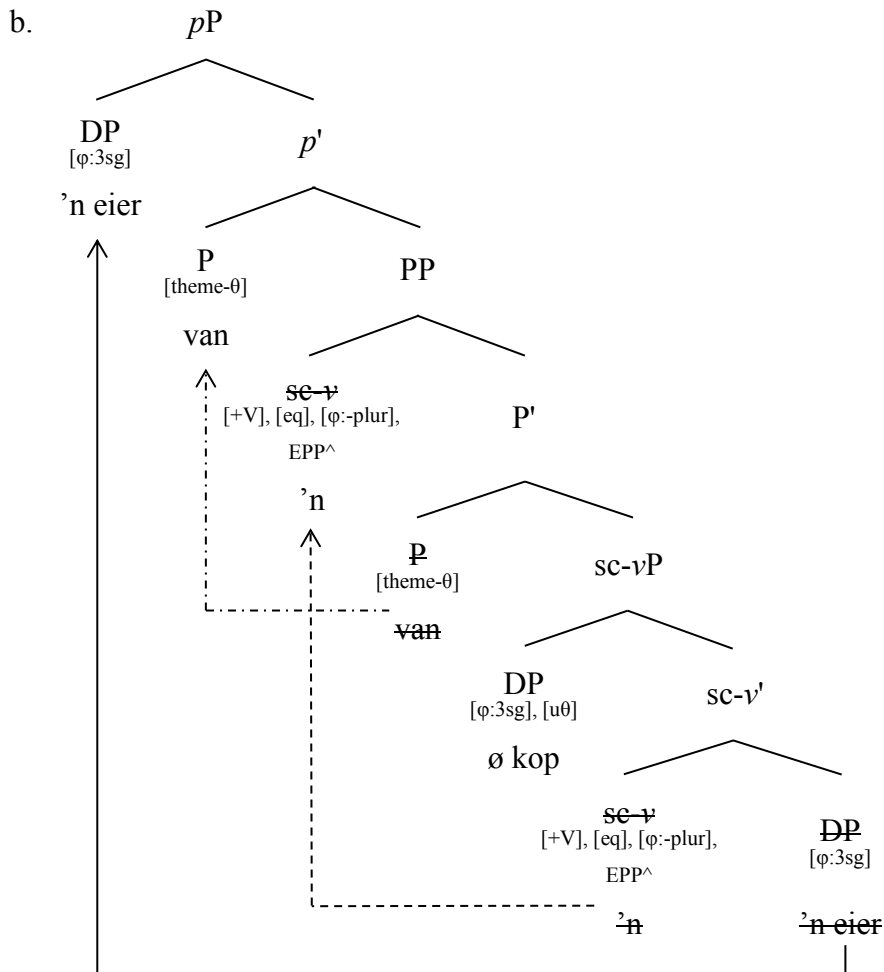 b. pP
DP p'
[φ:3sg]
’n eier
P PP
[theme-θ]
van
sc-v P'
[+V], [eq], [φ:-plur],
EPP^
’n
P sc-vP
[theme-θ]
van
DP sc-v'
[φ:3sg], [uθ]
ø kop
sc-v DP
[+V], [eq], [φ:-plur], [φ:3sg]
EPP^
’n ’n eier